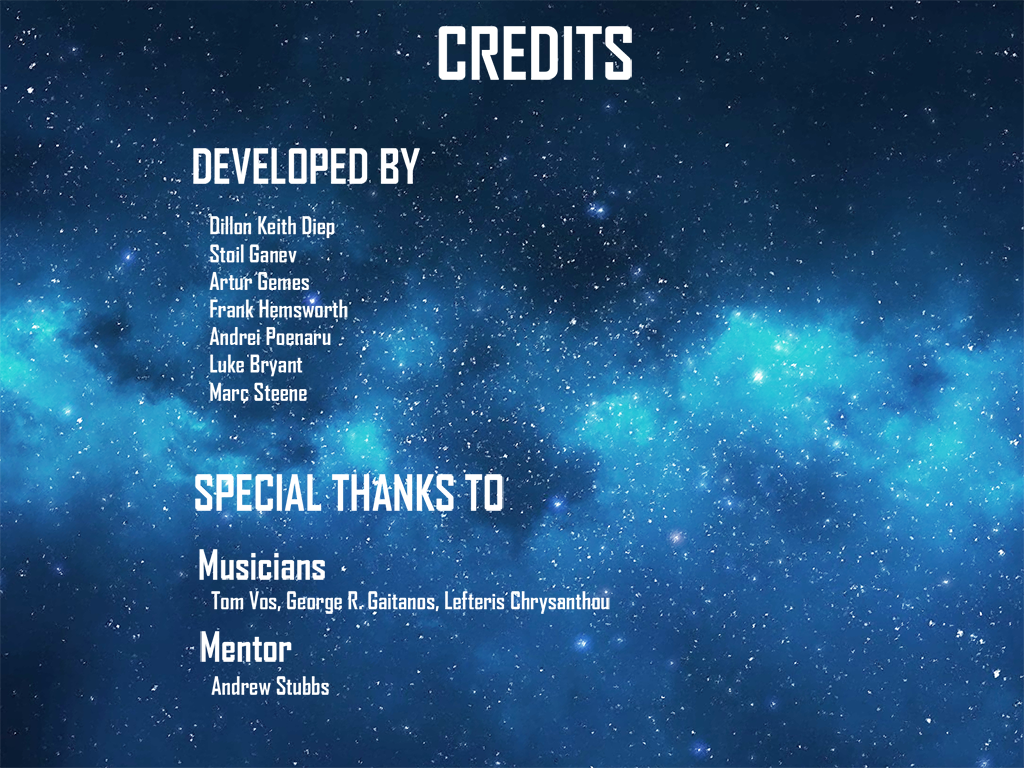 CREDITS
DEVELOPED BY
Dillon Keith Diep
Stoil Ganev
Artur Gemes
Frank Hemsworth
Andrei Poenaru
Luke Bryant
Marc Steene
SPECIAL THANKS TO
Musicians
Tom Vos, George R. Gaitanos, Lefteris Chrysanthou
Mentor
Andrew Stubbs